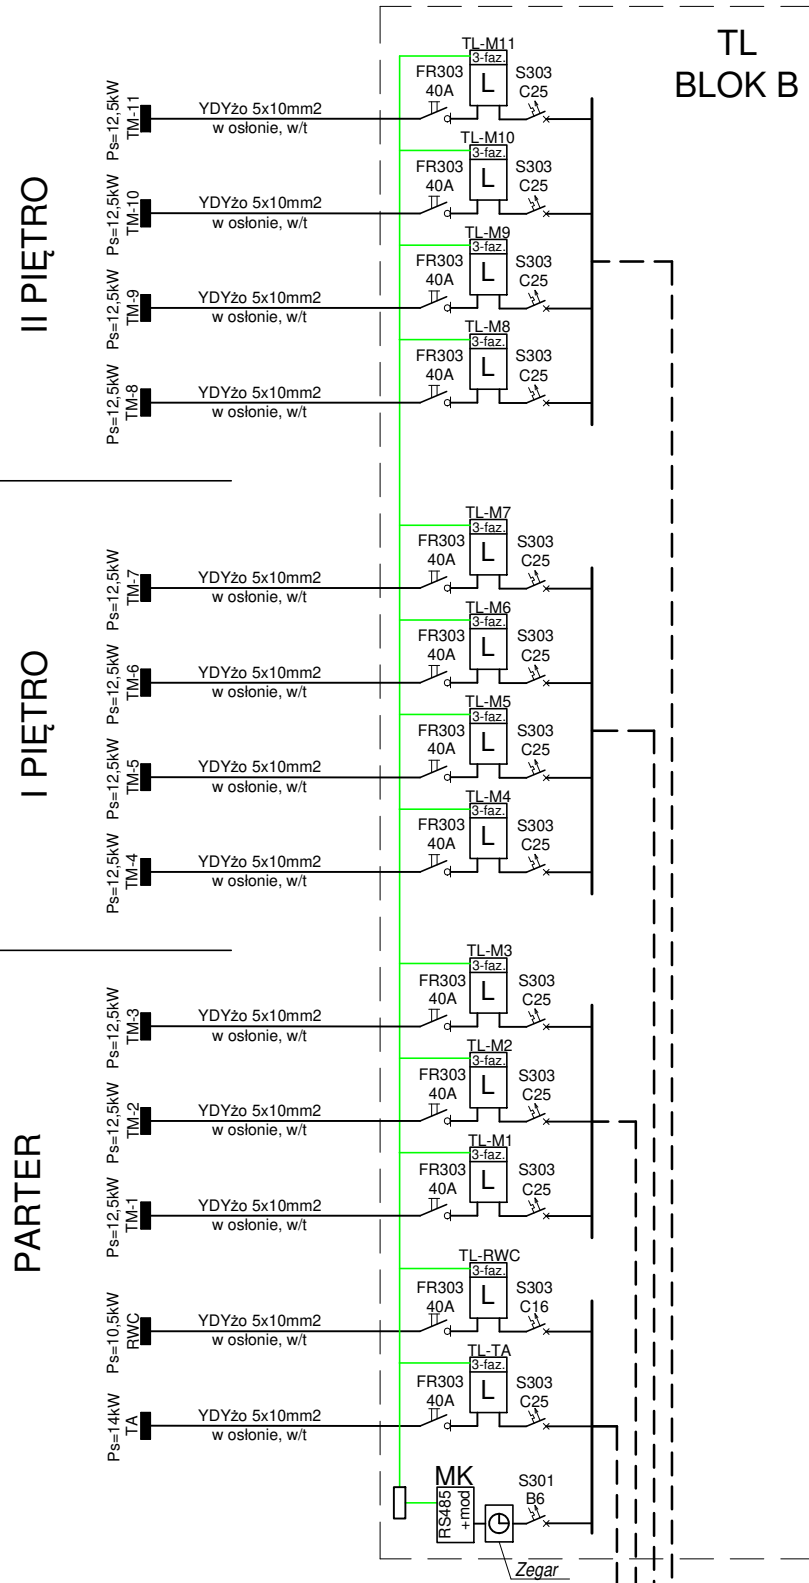 TL
BLOK B
II PIĘTRO
Ps=12,5kW
TM-11
YDYżo 5x10mm2
w osłonie, w/t
FR303
40A
TL-M11
3-faz.
L
S303
C25
Ps=12,5kW
TM-10
YDYżo 5x10mm2
w osłonie, w/t
FR303
40A
TL-M10
3-faz.
L
S303
C25
Ps=12,5kW
TM-9
YDYżo 5x10mm2
w osłonie, w/t
FR303
40A
TL-M9
3-faz.
L
S303
C25
Ps=12,5kW
TM-8
YDYżo 5x10mm2
w osłonie, w/t
FR303
40A
TL-M8
3-faz.
L
S303
C25
I PIĘTRO
Ps=12,5kW
TM-7
YDYżo 5x10mm2
w osłonie, w/t
FR303
40A
TL-M7
3-faz.
L
S303
C25
Ps=12,5kW
TM-6
YDYżo 5x10mm2
w osłonie, w/t
FR303
40A
TL-M6
3-faz.
L
S303
C25
Ps=12,5kW
TM-5
YDYżo 5x10mm2
w osłonie, w/t
FR303
40A
TL-M5
3-faz.
L
S303
C25
Ps=12,5kW
TM-4
YDYżo 5x10mm2
w osłonie, w/t
FR303
40A
TL-M4
3-faz.
L
S303
C25
PARTER
Ps=12,5kW
TM-3
YDYżo 5x10mm2
w osłonie, w/t
FR303
40A
TL-M3
3-faz.
L
S303
C25
Ps=12,5kW
TM-2
YDYżo 5x10mm2
w osłonie, w/t
FR303
40A
TL-M2
3-faz.
L
S303
C25
Ps=12,5kW
TM-1
YDYżo 5x10mm2
w osłonie, w/t
FR303
40A
TL-M1
3-faz.
L
S303
C25
Ps=10,5kW
RWC
YDYżo 5x10mm2
w osłonie, w/t
FR303
40A
TL-RWC
3-faz.
L
S303
C16
Ps=14kW
TA
YDYżo 5x10mm2
w osłonie, w/t
FR303
40A
TL-TA
3-faz.
L
S303
C25
MK
RS485
+mod
S301
B6
Zegar